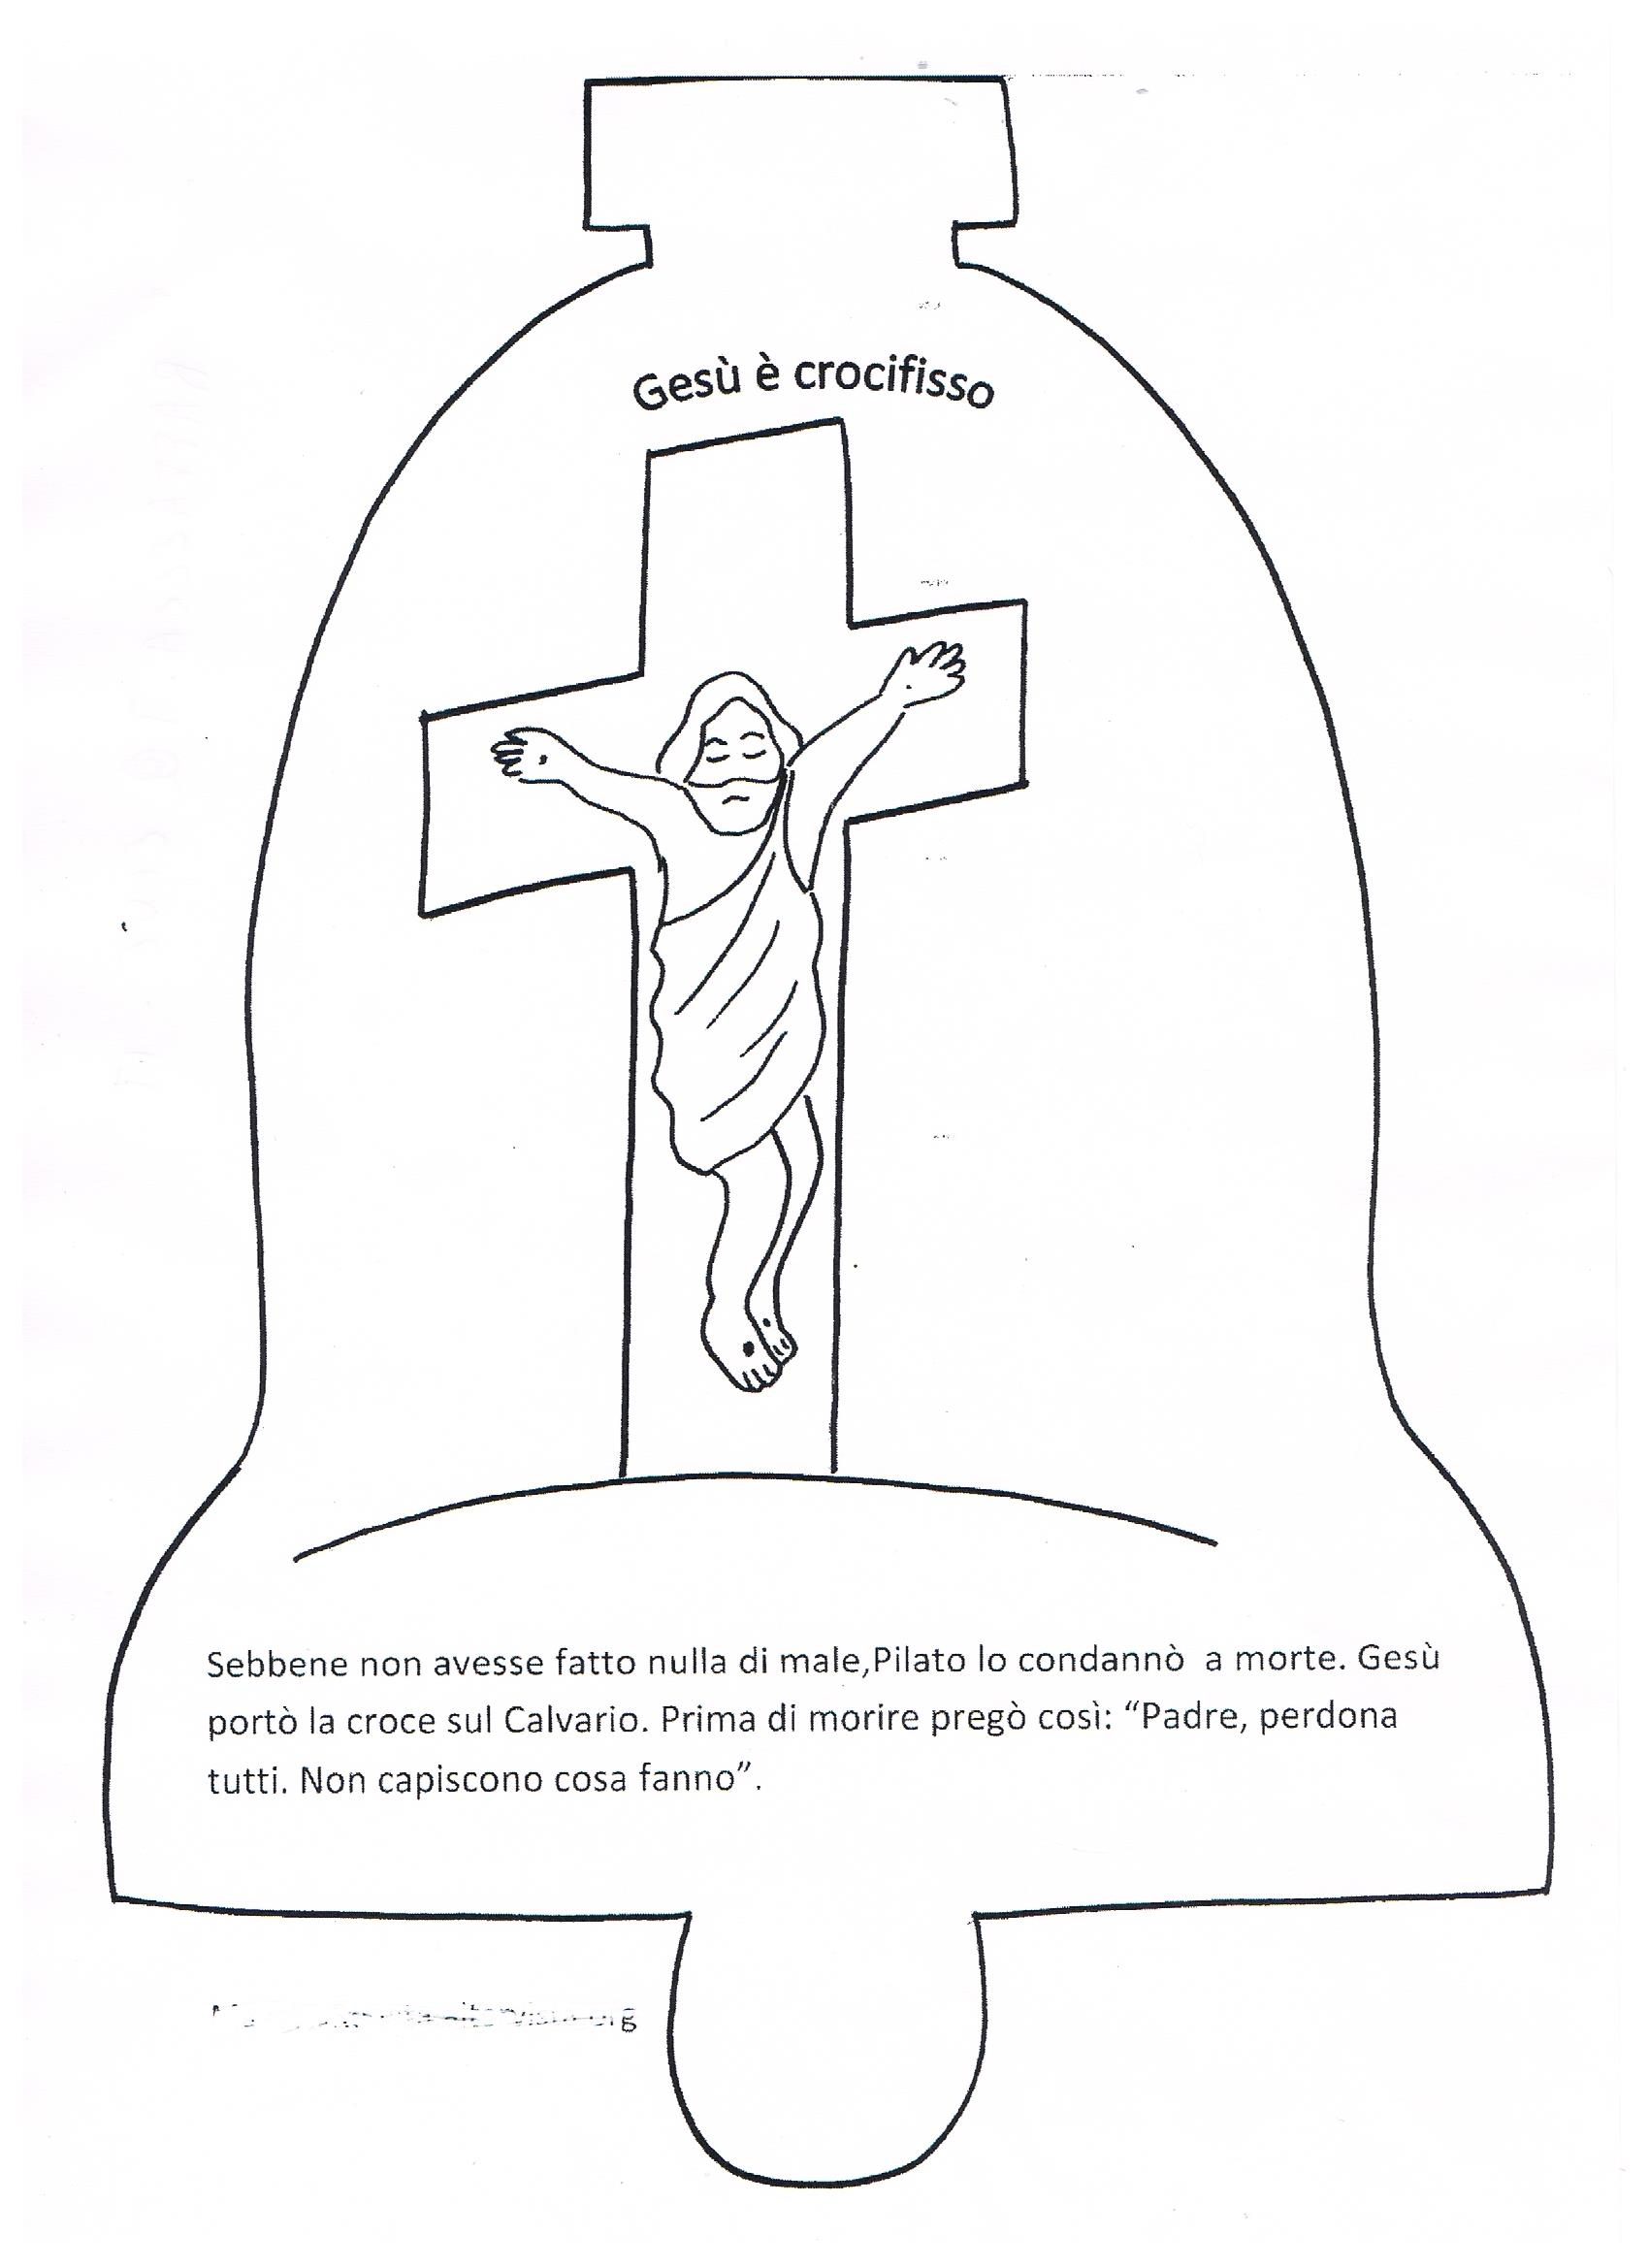 Gesù è crocifisso
Sebbene non avesse fatto nulla di male,Pilato lo condannò a morte. Gesù
portò la croce sul Calvario. Prima di morire pregò così: “Padre, perdona
tutti. Non capiscono cosa fanno”.